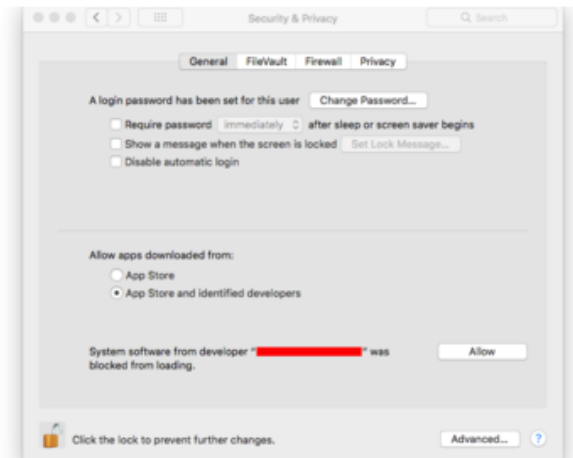 Security & Privacy
Search
General FileVault Firewall Privacy
A login password has been set for this user Change Password...
Require password immediately after sleep or screen saver begins
Show a message when the screen is locked Set Lock Message...
Disable automatic login
Allow apps downloaded from:
App Store
App Store and identified developers
System software from developer “ ” was Allow
blocked from loading.
Click the lock to prevent further changes. Advanced... ?